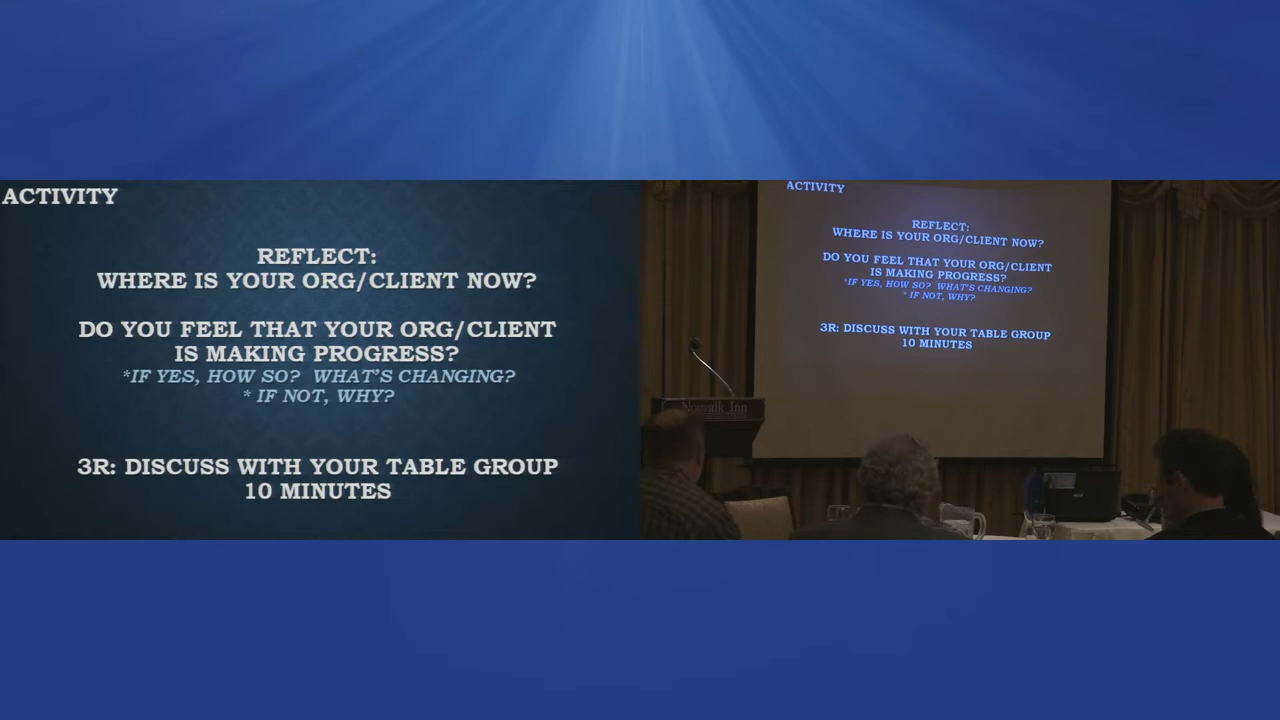 ACTIVITY
REFLECT:
WHERE IS YOUR ORG/CLIENT NOW?
DO YOU FEEL THAT YOUR ORG/CLIENT
IS MAKING PROGRESS?
*IF YES, HOW SO? WHAT'S CHANGING?
* IF NOT, WHY?
3R: DISCUSS WITH YOUR TABLE GROUP
10 MINUTES
ACTIVITY
REFLECT:
WHERE IS YOUR ORG/CLIENT NOW?
DO YOU FEEL THAT YOUR ORG/CLIENT
IS MAKING PROGRESS?
*IF YES, HOW SO? WHAT'S CHANGING?
* IF NOT, WHY?
3R: DISCUSS WITH YOUR TABLE GROUP
10 MINUTES
Norwalk Inn
acer